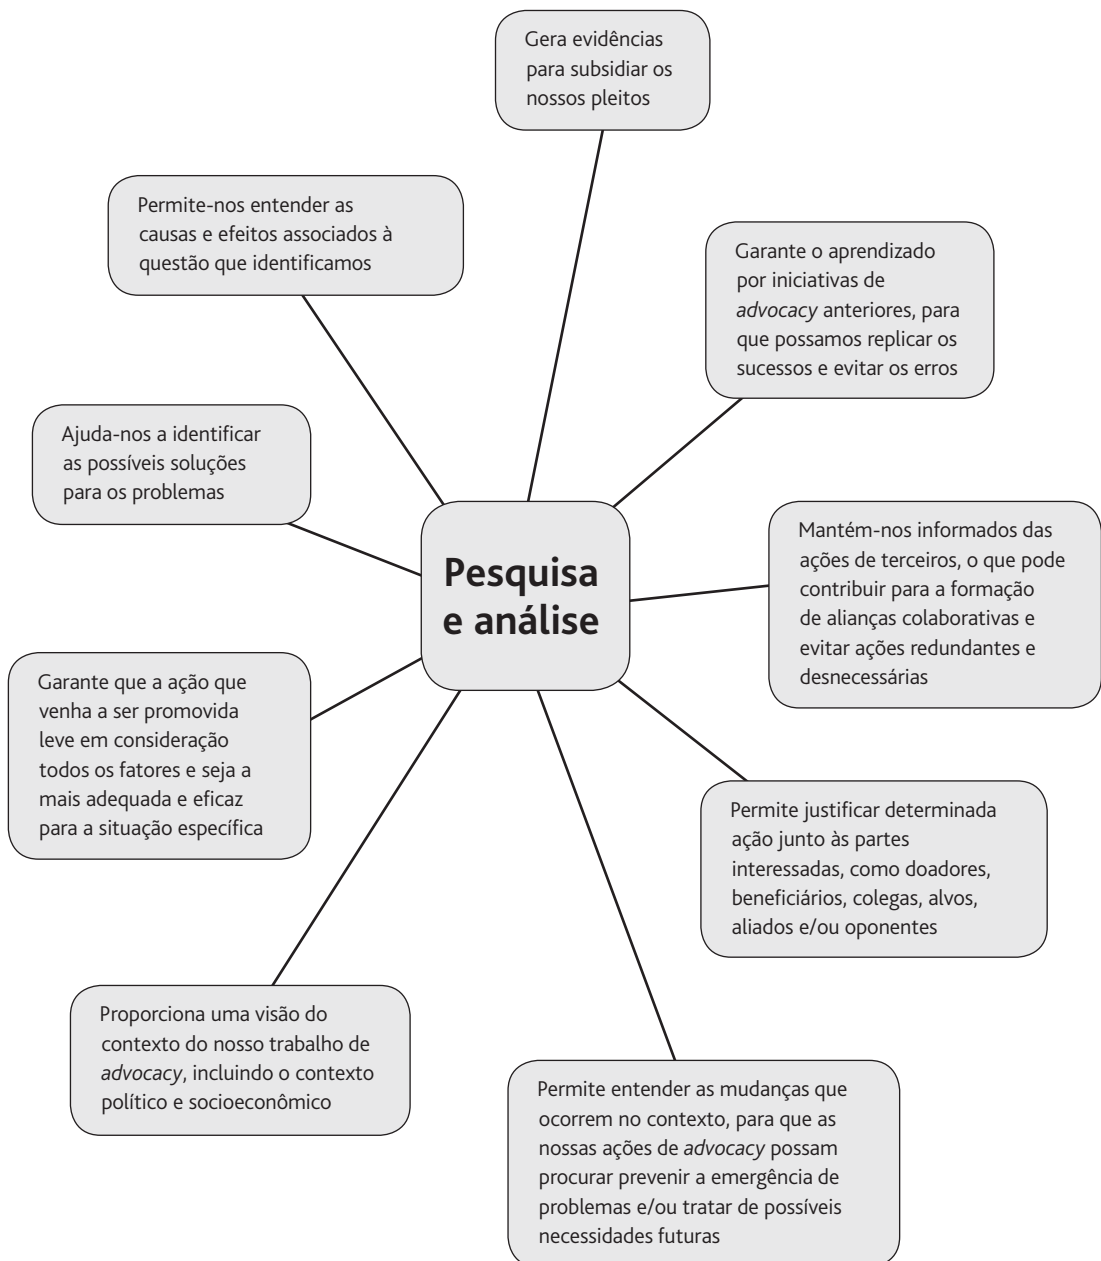 Gera evidências
para subsidiar os
nossos pleitos
Permite-nos entender as
causas e efeitos associados à
questão que identificamos
Garante o aprendizado
por iniciativas de
advocacy anteriores, para
que possamos replicar os
sucessos e evitar os erros
Ajuda-nos a identificar
as possíveis soluções
para os problemas
Pesquisa
e análise
Mantém-nos informados das
ações de terceiros, o que pode
contribuir para a formação
de alianças colaborativas e
evitar ações redundantes e
desnecessárias
Garante que a ação que
venha a ser promovida
leve em consideração
todos os fatores e seja a
mais adequada e eficaz
para a situação específica
Permite justificar determinada
ação junto às partes
interessadas, como doadores,
beneficiários, colegas, alvos,
aliados e/ou oponentes
Proporciona uma visão do
contexto do nosso trabalho de
advocacy, incluindo o contexto
político e socioeconômico
Permite entender as mudanças que
ocorrem no contexto, para que as
nossas ações de advocacy possam
procurar prevenir a emergência de
problemas e/ou tratar de possíveis
necessidades futuras